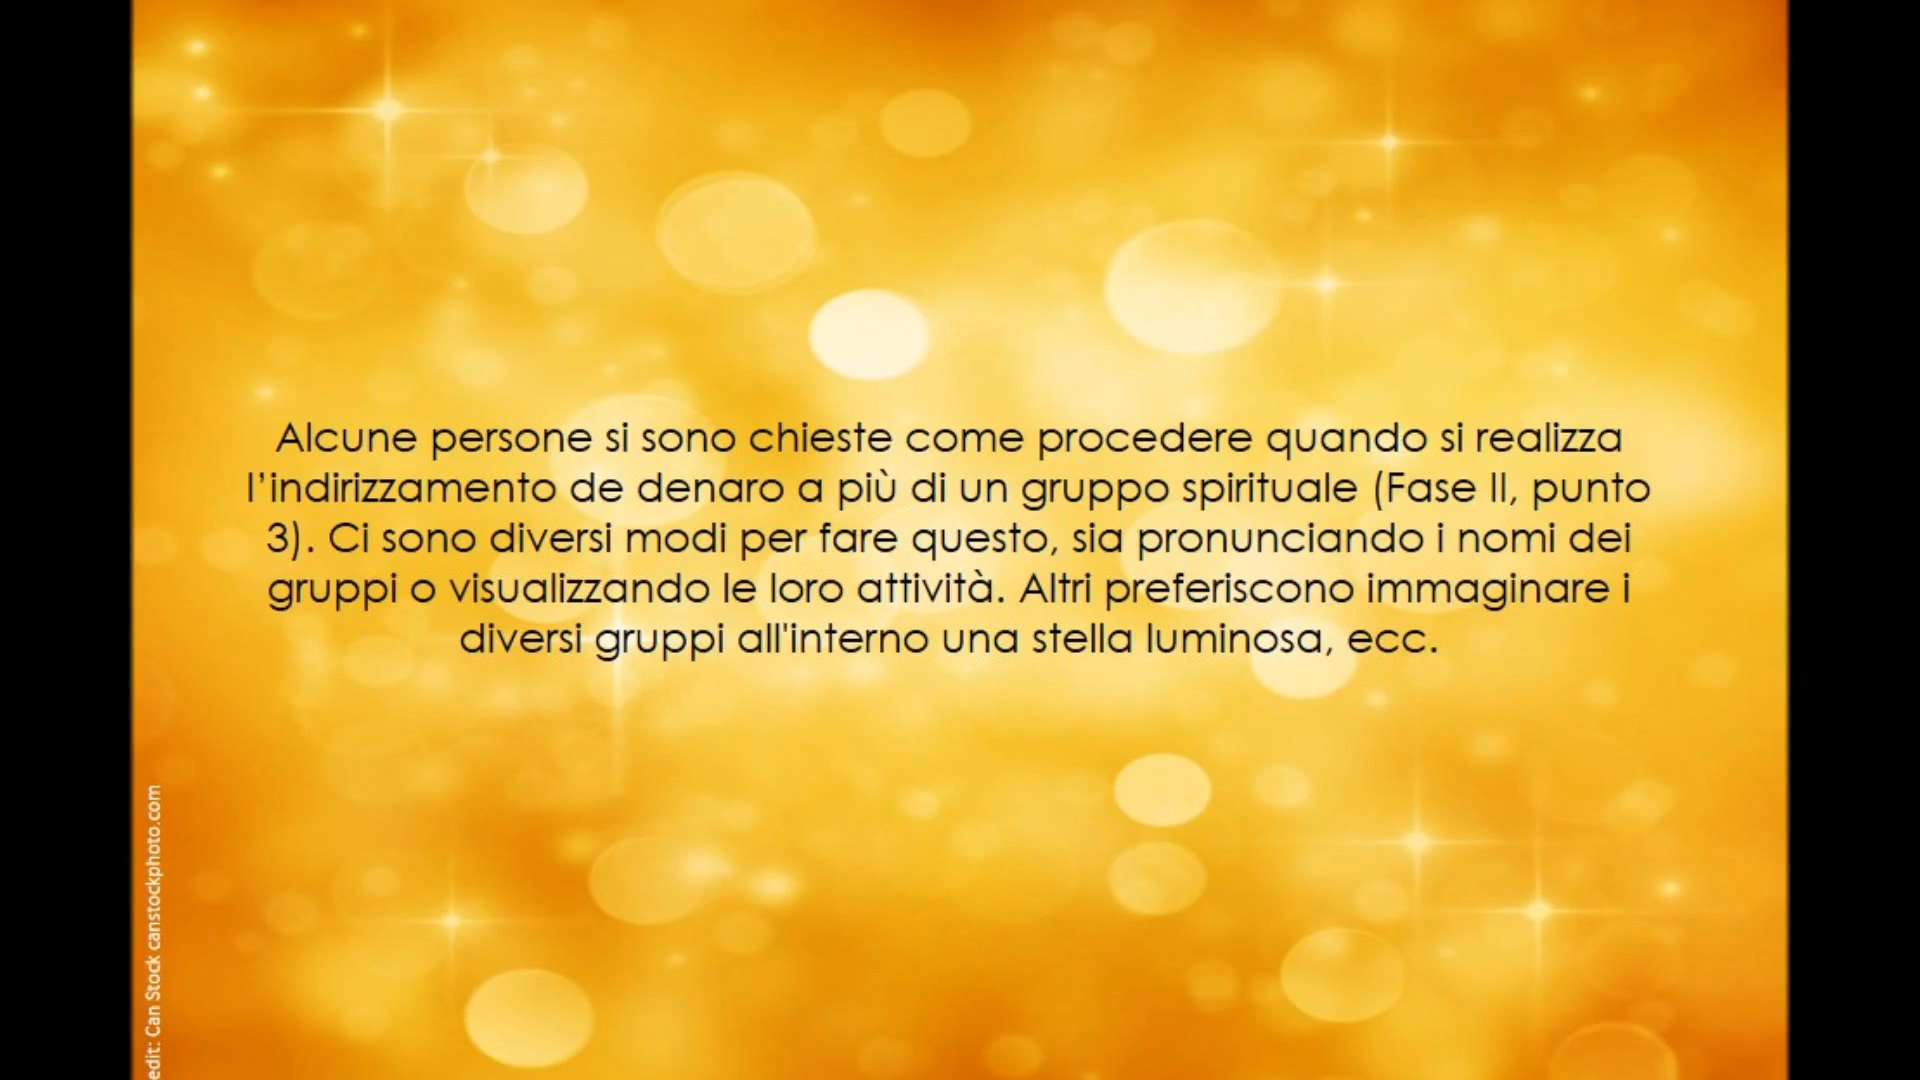 Alcune persone si sono chieste come procedere quando si realizza
l’indirizzamento de denaro a più di un gruppo spirituale (Fase II, punto
3). Ci sono diversi modi per fare questo, sia pronunciando i nomi dei
gruppi o visualizzando le loro attività. Altri preferiscono immaginare i
diversi gruppi all'interno una stella luminosa, ecc.
edit: Can Stock canstockphoto.com